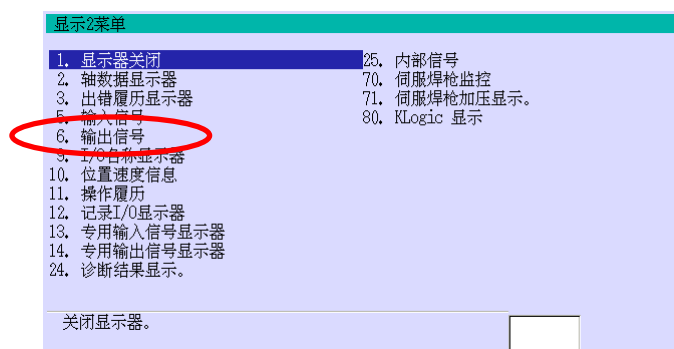 显示2菜单
1. 显示器关闭
2. 轴数据显示器
3. 出错履历显示器
5. 输入信号
6. 输出信号
9. I/O名称显示器
10. 位置速度信息
11. 操作履历
12. 记录I/O显示器
13. 专用输入信号显示器
14. 专用输出信号显示器
24. 诊断结果显示。
25. 内部信号
70. 伺服焊枪监控
71. 伺服焊枪加压显示。
80. KLogic 显示
关闭显示器。